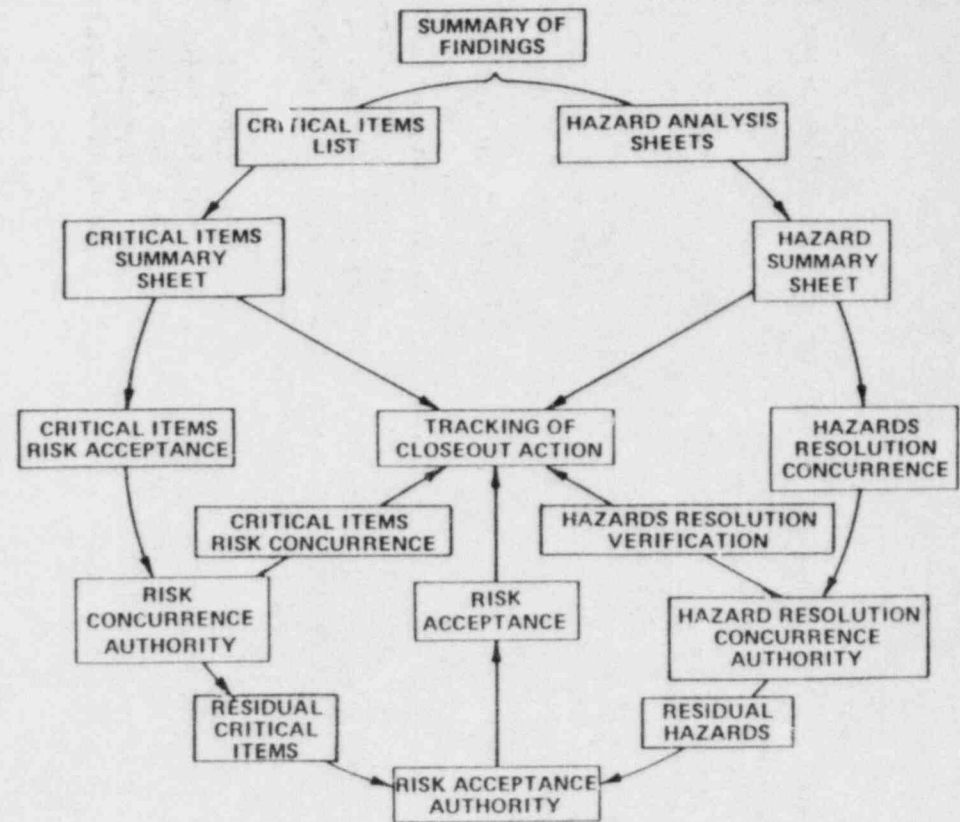 SUMMARY OF
FINDINGS
CRITICAL ITEMS
LIST
HAZARD ANALYSIS
SHEETS
CRITICAL ITEMS
SUMMARY
SHEET
HAZARD
SUMMARY
SHEET
CRITICAL ITEMS
RISK ACCEPTANCE
TRACKING OF
CLOSEOUT ACTION
HAZARDS
RESOLUTION
CONCURRENCE
CRITICAL ITEMS
RISK CONCURRENCE
HAZARDS RESOLUTION
VERIFICATION
RISK
CONCURRENCE
AUTHORITY
RISK
ACCEPTANCE
HAZARD RESOLUTION
CONCURRENCE
AUTHORITY
RESIDUAL
CRITICAL
ITEMS
RESIDUAL
HAZARDS
RISK ACCEPTANCE
AUTHORITY